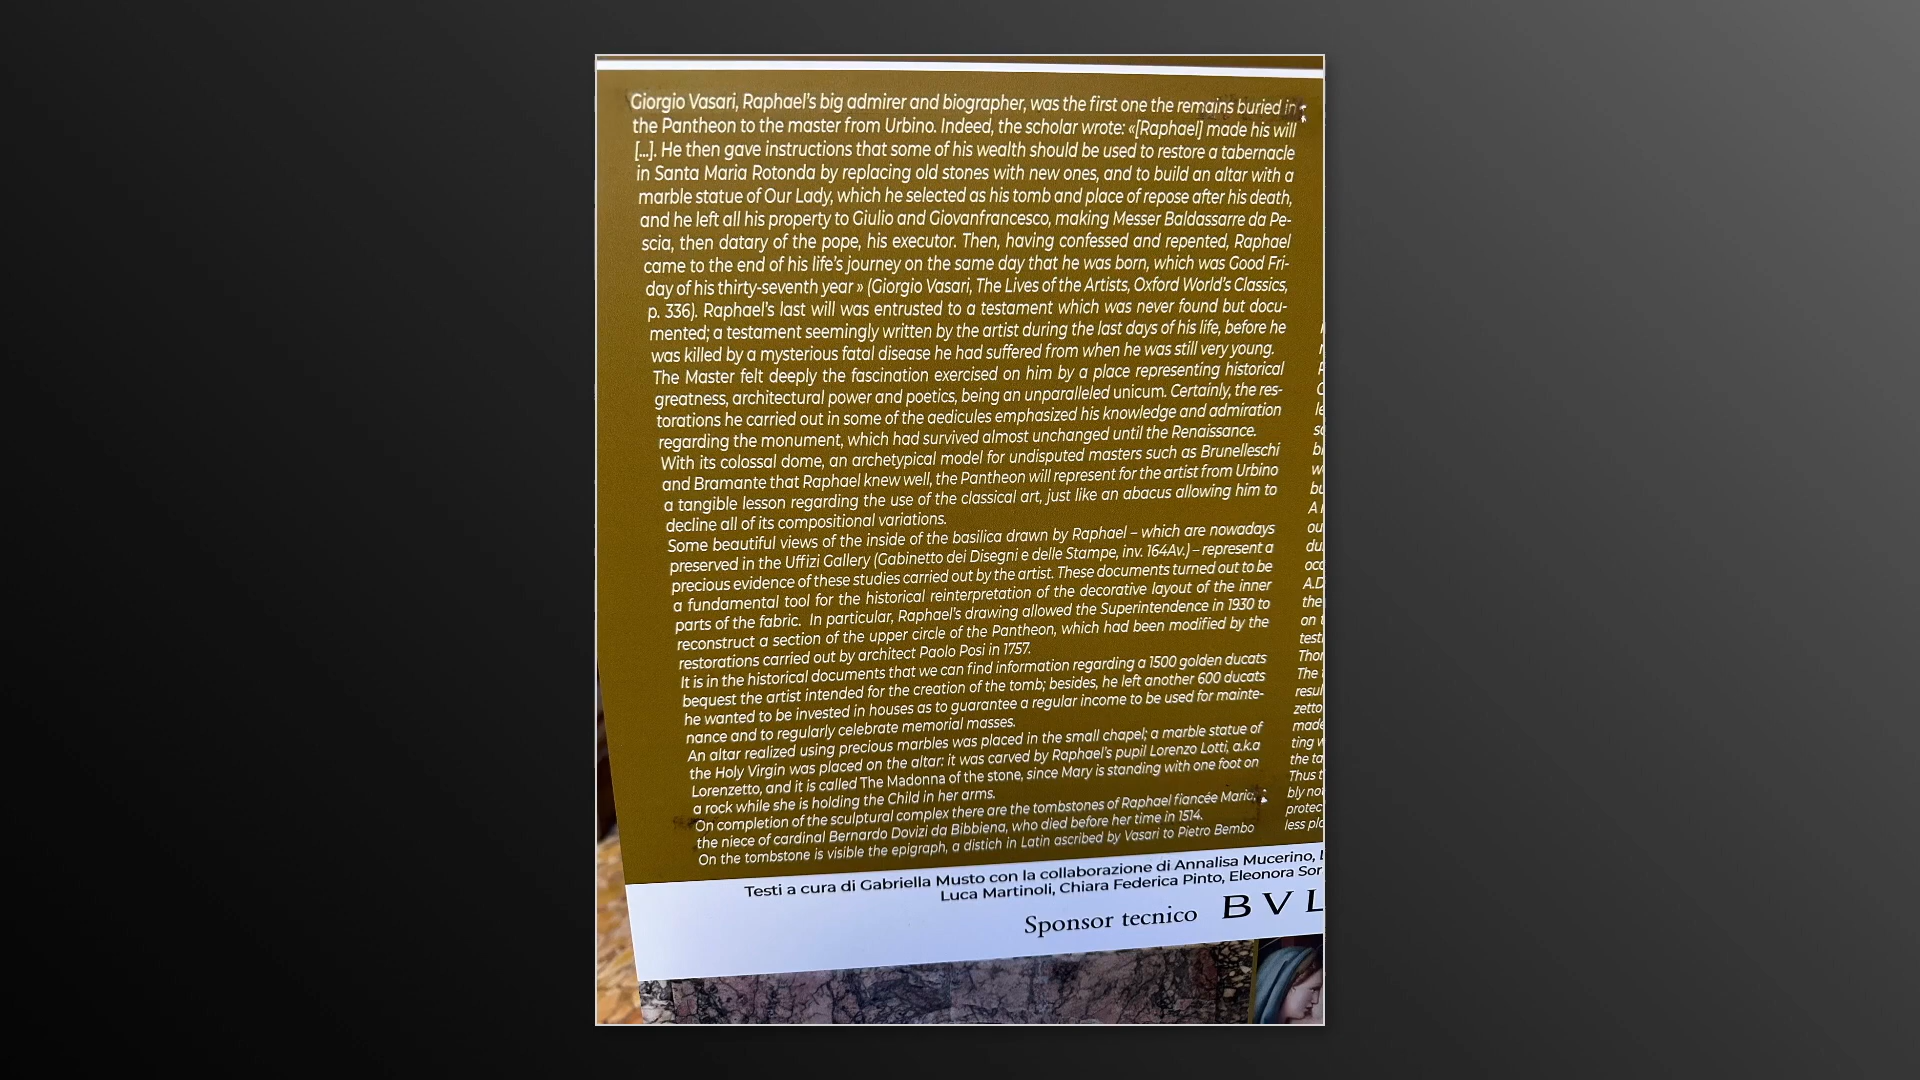 Giorgio Vasari, Raphael's big admirer and biographer, was the first one the remains buried in
the Pantheon to the master from Urbino. Indeed, the scholar wrote: «[Raphael] made his will
[...]. He then gave instructions that some of his wealth should be used to restore a tabernacle
in Santa Maria Rotonda by replacing old stones with new ones, and to build an altar with a
marble statue of Our Lady, which he selected as his tomb and place of repose after his death,
and he left all his property to Giulio and Giovanfrancesco, making Messer Baldassarre da Pe-
scia, then datary of the pope, his executor. Then, having confessed and repented, Raphael
came to the end of his life's journey on the same day that he was born, which was Good Fri-
day of his thirty-seventh year » (Giorgio Vasari, The Lives of the Artists, Oxford World's Classics,
p. 336). Raphael's last will was entrusted to a testament which was never found but docu-
mented; a testament seemingly written by the artist during the last days of his life, before he
was killed by a mysterious fatal disease he had suffered from when he was still very young.
The Master felt deeply the fascination exercised on him by a place representing historical
greatness, architectural power and poetics, being an unparalleled unicum. Certainly, the res-
torations he carried out in some of the aedicules emphasized his knowledge and admiration
regarding the monument, which had survived almost unchanged until the Renaissance.
With its colossal dome, an archetypical model for undisputed masters such as Brunelleschi
and Bramante that Raphael knew well, the Pantheon will represent for the artist from Urbino
a tangible lesson regarding the use of the classical art, just like an abacus allowing him to
decline all of its compositional variations.
Some beautiful views of the inside of the basilica drawn by Raphael – which are nowadays
preserved in the Uffizi Gallery (Gabinetto dei Disegni e delle Stampe, inv. 164Av.) – represent a
precious evidence of these studies carried out by the artist. These documents turned out to be
a fundamental tool for the historical reinterpretation of the decorative layout of the inner
parts of the fabric. In particular, Raphael's drawing allowed the Superintendence in 1930 to
reconstruct a section of the upper circle of the Pantheon, which had been modified by the
restorations carried out by architect Paolo Posi in 1757.
It is in the historical documents that we can find information regarding a 1500 golden ducats
bequest the artist intended for the creation of the tomb; besides, he left another 600 ducats
he wanted to be invested in houses as to guarantee a regular income to be used for mainte-
nance and to regularly celebrate memorial masses.
An altar realized using precious marbles was placed in the small chapel; a marble statue of
the Holy Virgin was placed on the altar: it was carved by Raphael's pupil Lorenzo Lotti, a.k.a
Lorenzetto, and it is called The Madonna of the stone, since Mary is standing with one foot on
a rock while she is holding the Child in her arms.
On completion of the sculptural complex there are the tombstones of Raphael fiancée Maria,
the niece of cardinal Bernardo Dovizi da Bibbiena, who died before her time in 1514.
On the tombstone is visible the epigraph, a distich in Latin ascribed by Vasari to Pietro Bembo
Testi a cura di Gabriella Musto con la collaborazione di Annalisa Mucerino,
Luca Martinoli, Chiara Federica Pinto, Eleonora Sor
Sponsor tecnico BVL